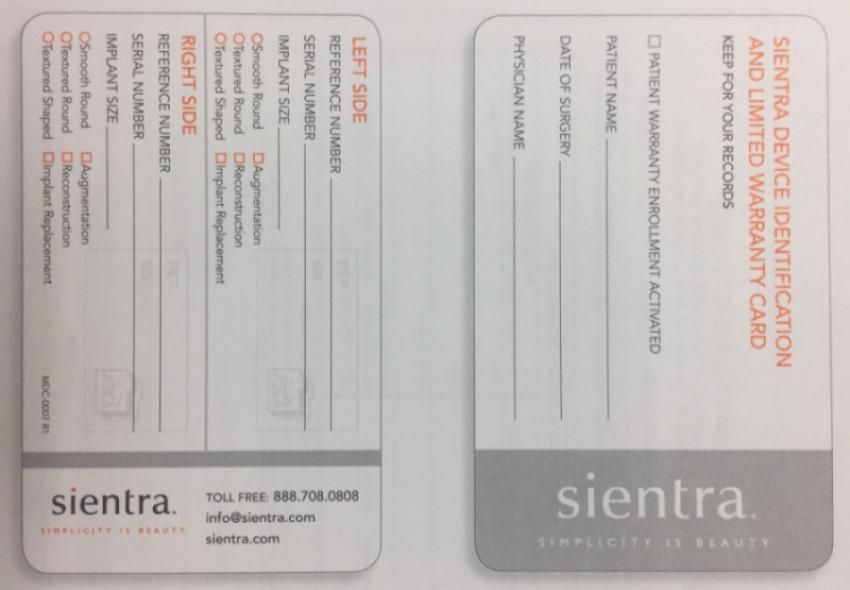 SIENTRA DEVICE IDENTIFICATION
AND LIMITED WARRANTY CARD
KEEP FOR YOUR RECORDS
☐ PATIENT WARRANTY ENROLLMENT ACTIVATED
PATIENT NAME
DATE OF SURGERY
PHYSICIAN NAME
sientra.
SIMPLICITY IS BEAUTY
LEFT SIDE
REFERENCE NUMBER
SERIAL NUMBER
IMPLANT SIZE
○Smooth Round ☐Augmentation
○Textured Round ☐Reconstruction
○Textured Shaped ☐Implant Replacement
REF
SN
RIGHT SIDE
REFERENCE NUMBER
SERIAL NUMBER
IMPLANT SIZE
○Smooth Round ☐Augmentation
○Textured Round ☐Reconstruction
○Textured Shaped ☐Implant Replacement
REF
SN
MDC-0007 R1
sientra.
SIMPLICITY IS BEAUTY
TOLL FREE: 888.708.0808
info@sientra.com
sientra.com